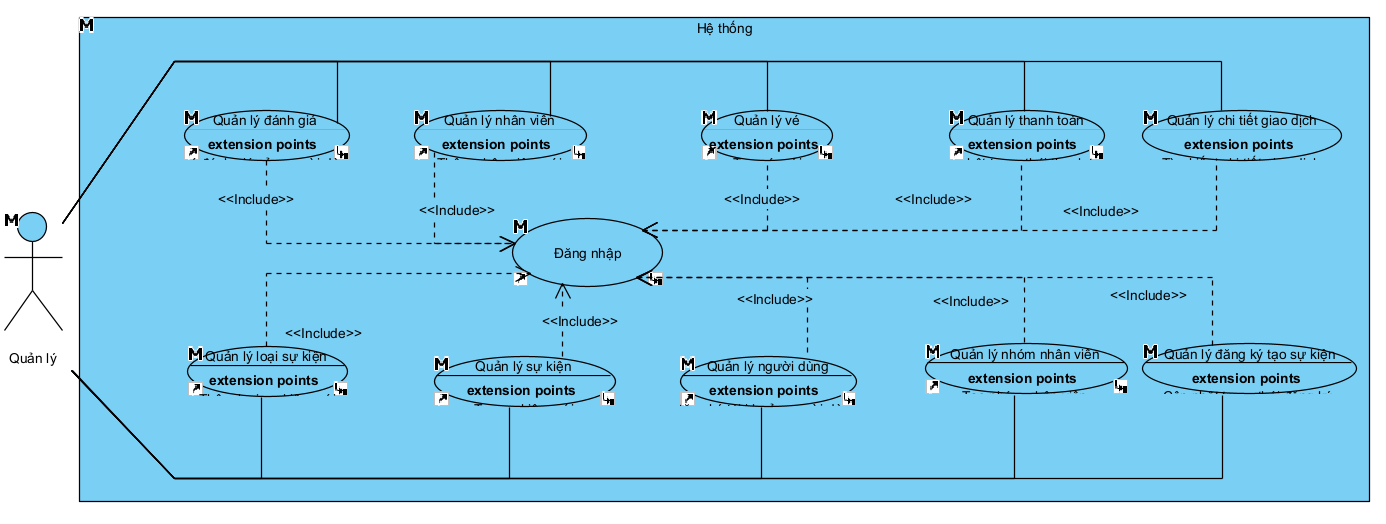 Hệ thống
Quản lý đánh giá
extension points
Quản lý nhân viên
extension points
Quản lý vé
extension points
Quản lý thanh toán
extension points
Quản lý chi tiết giao dịch
extension points
<<Include>>
<<Include>>
<<Include>>
<<Include>>
<<Include>>
Đăng nhập
Quản lý
<<Include>>
<<Include>>
<<Include>>
<<Include>>
<<Include>>
Quản lý loại sự kiện
extension points
Quản lý sự kiện
extension points
Quản lý người dùng
extension points
Quản lý nhóm nhân viên
extension points
Quản lý đăng ký tạo sự kiện
extension points